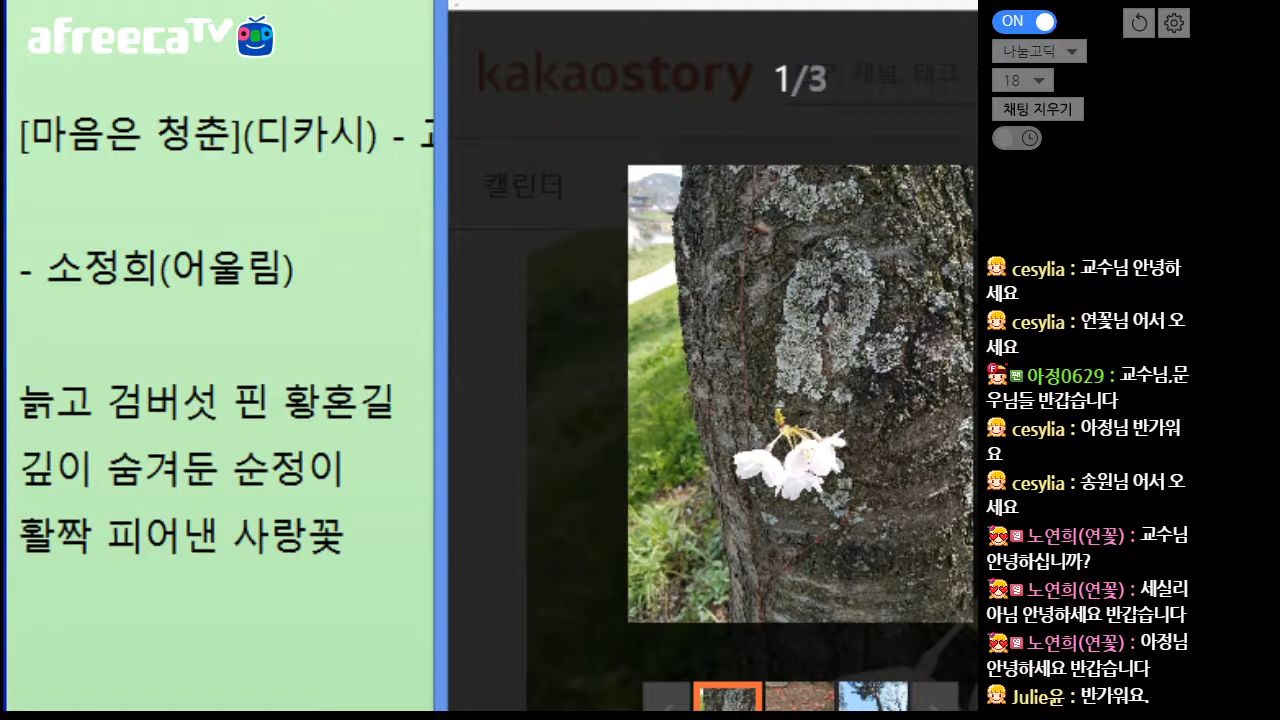 afreecaTV
[마음은 청춘](디카시) -
- 소정희(어울림)
늙고 검버섯 핀 황혼길
깊이 숨겨둔 순정이
활짝 피어낸 사랑꽃
kakaostory
1/3
채널, 태그
캘린더
ON
나눔고딕
18
채팅 지우기
cesylia : 교수님 안녕하
세요
cesylia : 연꽃님 어서 오
세요
아정0629 : 교수님,문
우님들 반갑습니다
cesylia : 아정님 반가워
요
cesylia : 송원님 어서 오
세요
노연희(연꽃) : 교수님
안녕하십니까?
노연희(연꽃) : 세실리
아님 안녕하세요 반갑습니다
노연희(연꽃) : 아정님
안녕하세요 반갑습니다
Julie윤 : 반가워요.